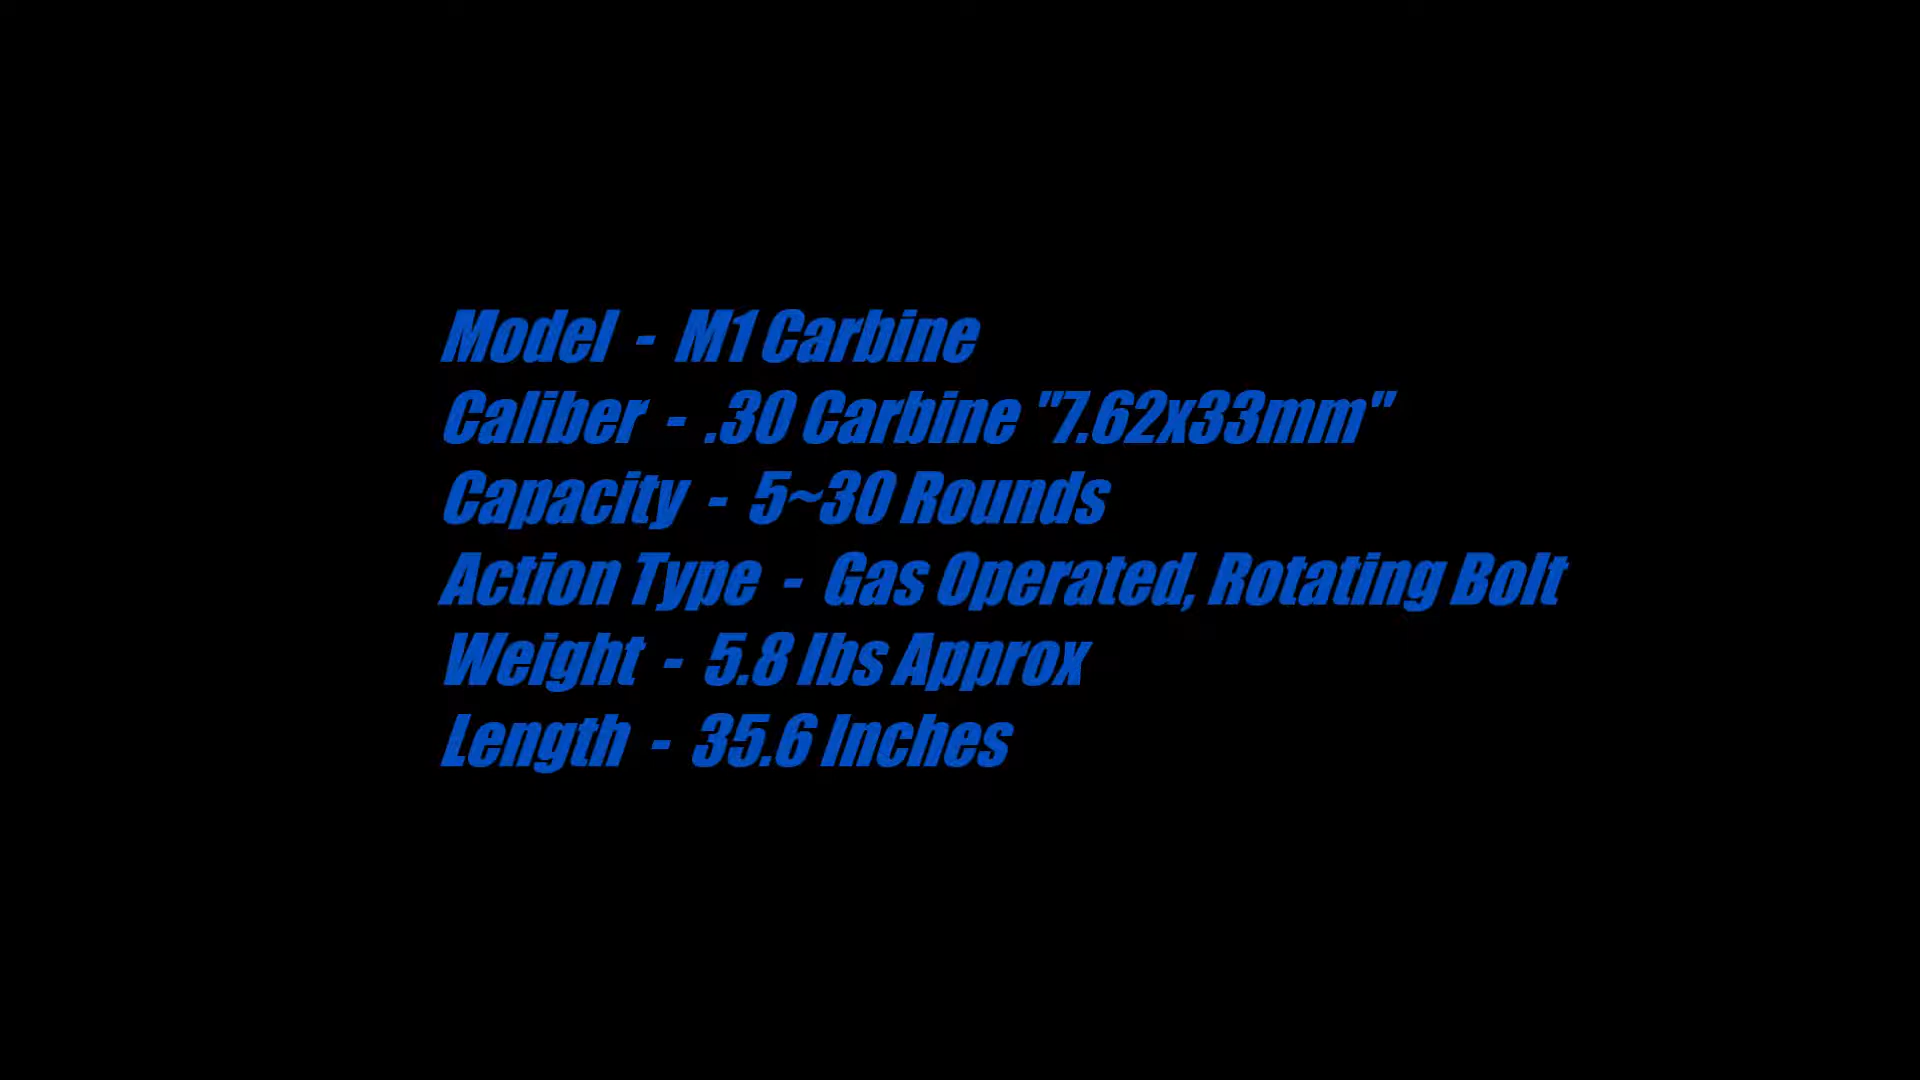 Model - M1 Carbine
Caliber - .30 Carbine "7.62x33mm"
Capacity - 5~30 Rounds
Action Type - Gas Operated, Rotating Bolt
Weight - 5.8 lbs Approx
Length - 35.6 Inches